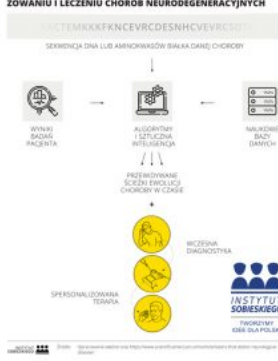 ZOWANIU I LECZENIU CHORÓB NEURODEGENERACYJNYCH
SEKWENCJA DNA LUB AMINOKWASÓW BIAŁKA DANEJ CHOROBY
WYNIKI
BADAŃ
PACJENTA
ALGORYTMY
I SZTUCZNA
INTELIGENCJA
NAUKOWE
BAZY
DANYCH
PRZEWIDYWANE
ŚCIEŻKI EWOLUCJI
CHOROBY W CZASIE
WCZESNA
DIAGNOSTYKA
SPERSONALIZOWANA
TERAPIA
INSTYTUT
SOBIESKIEGO
TWORZYMY
IDEE DLA POLSKI